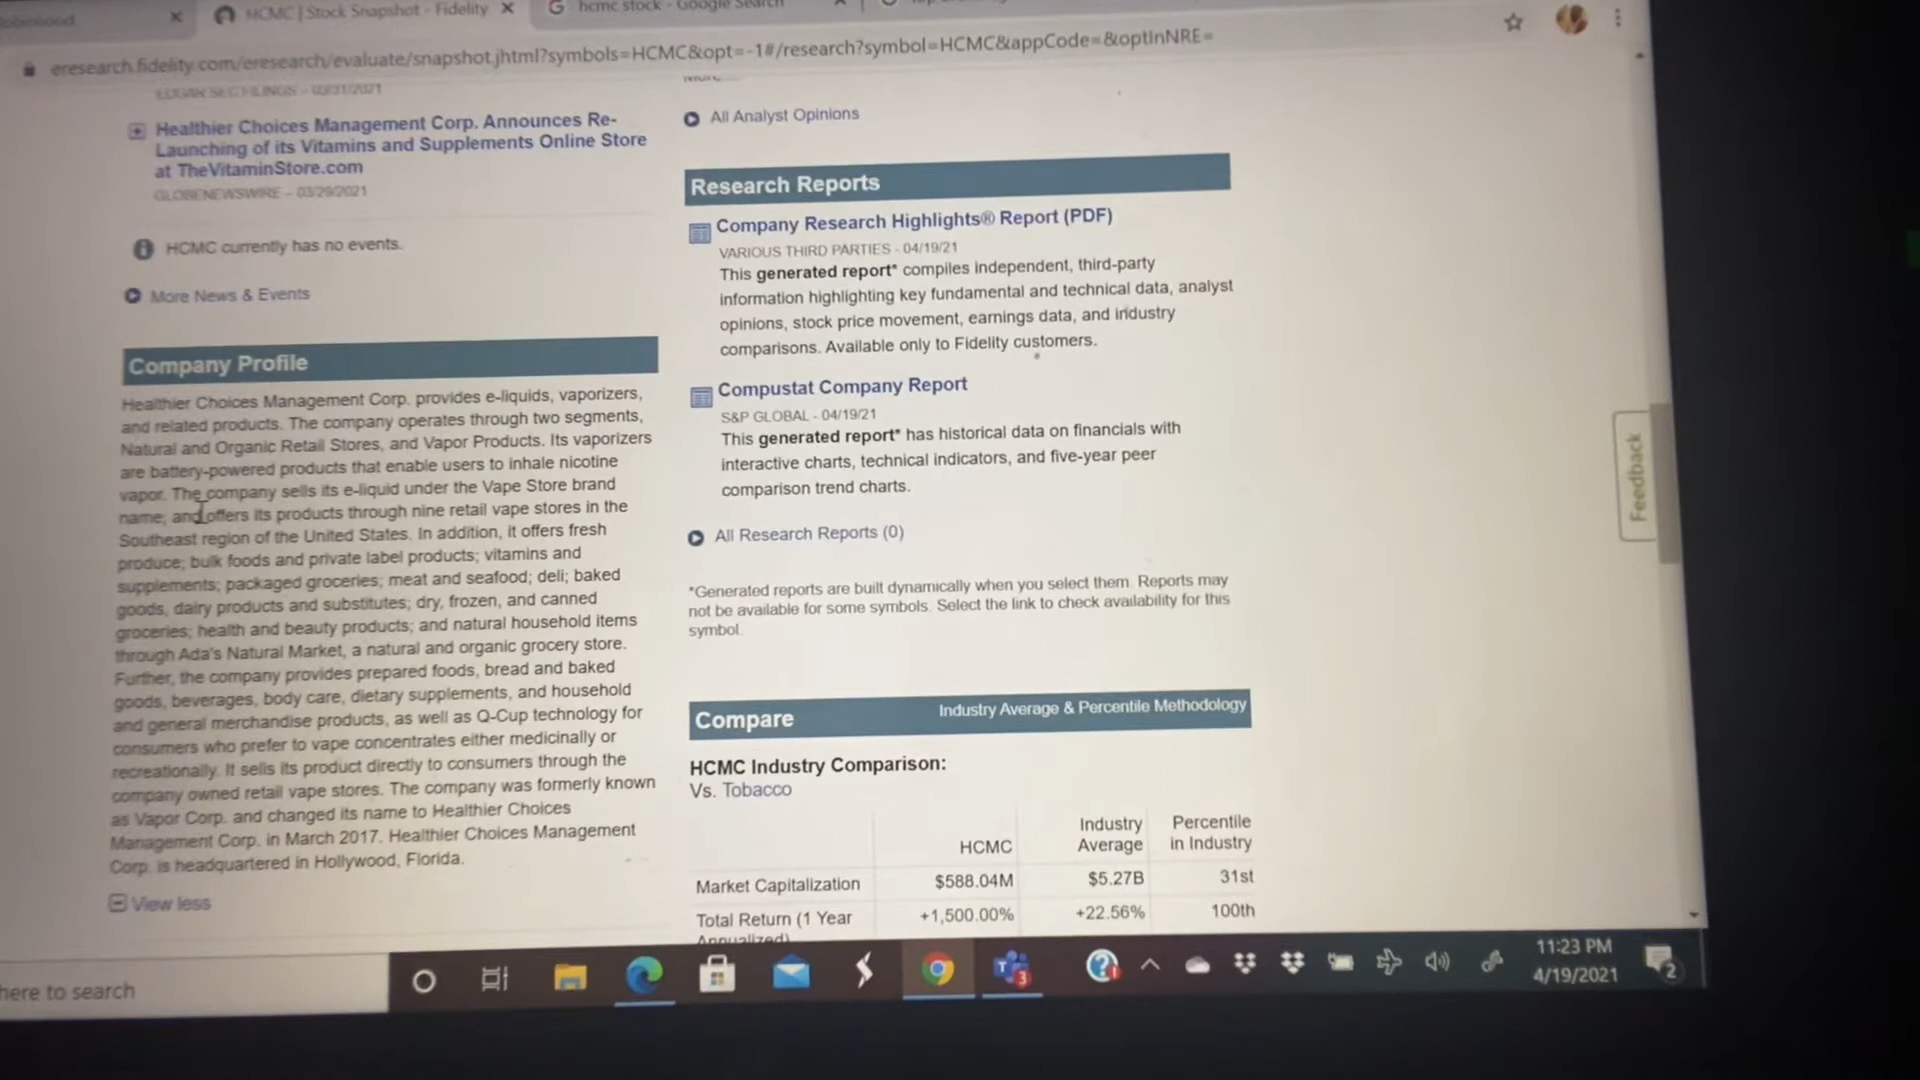 HCMC | Stock Snapshot - Fidelity
hcmc stock - Google Search
eresearch.fidelity.com/eresearch/evaluate/snapshot.jhtml?symbols=HCMC&opt=-1#/research?symbol=HCMC&appCode=&optInNRE=
EDGAR SEC FILINGS - 03/31/2021
Healthier Choices Management Corp. Announces Re-
Launching of its Vitamins and Supplements Online Store
at TheVitaminStore.com
GLOBENEWSWIRE - 03/29/2021
HCMC currently has no events.
More News & Events
Company Profile
Healthier Choices Management Corp. provides e-liquids, vaporizers,
and related products. The company operates through two segments,
Natural and Organic Retail Stores, and Vapor Products. Its vaporizers
are battery-powered products that enable users to inhale nicotine
vapor. The company sells its e-liquid under the Vape Store brand
name; and offers its products through nine retail vape stores in the
Southeast region of the United States. In addition, it offers fresh
produce; bulk foods and private label products; vitamins and
supplements; packaged groceries; meat and seafood; deli; baked
goods, dairy products and substitutes; dry, frozen, and canned
groceries; health and beauty products; and natural household items
through Ada's Natural Market, a natural and organic grocery store.
Further, the company provides prepared foods, bread and baked
goods, beverages, body care, dietary supplements, and household
and general merchandise products, as well as Q-Cup technology for
consumers who prefer to vape concentrates either medicinally or
recreationally. It sells its product directly to consumers through the
company owned retail vape stores. The company was formerly known
as Vapor Corp. and changed its name to Healthier Choices
Management Corp. in March 2017. Healthier Choices Management
Corp. is headquartered in Hollywood, Florida.
View less
All Analyst Opinions
Research Reports
Company Research Highlights® Report (PDF)
VARIOUS THIRD PARTIES - 04/19/21
This generated report* compiles independent, third-party
information highlighting key fundamental and technical data, analyst
opinions, stock price movement, earnings data, and industry
comparisons. Available only to Fidelity customers.
Compustat Company Report
S&P GLOBAL - 04/19/21
This generated report* has historical data on financials with
interactive charts, technical indicators, and five-year peer
comparison trend charts.
All Research Reports (0)
*Generated reports are built dynamically when you select them. Reports may
not be available for some symbols. Select the link to check availability for this
symbol.
Compare Industry Average & Percentile Methodology
HCMC Industry Comparison:
Vs. Tobacco
HCMC Industry Average Percentile in Industry
Market Capitalization $588.04M $5.27B 31st
Total Return (1 Year +1,500.00% +22.56% 100th
Annualized)
Feedback
here to search
T 3
11:23 PM
4/19/2021
2